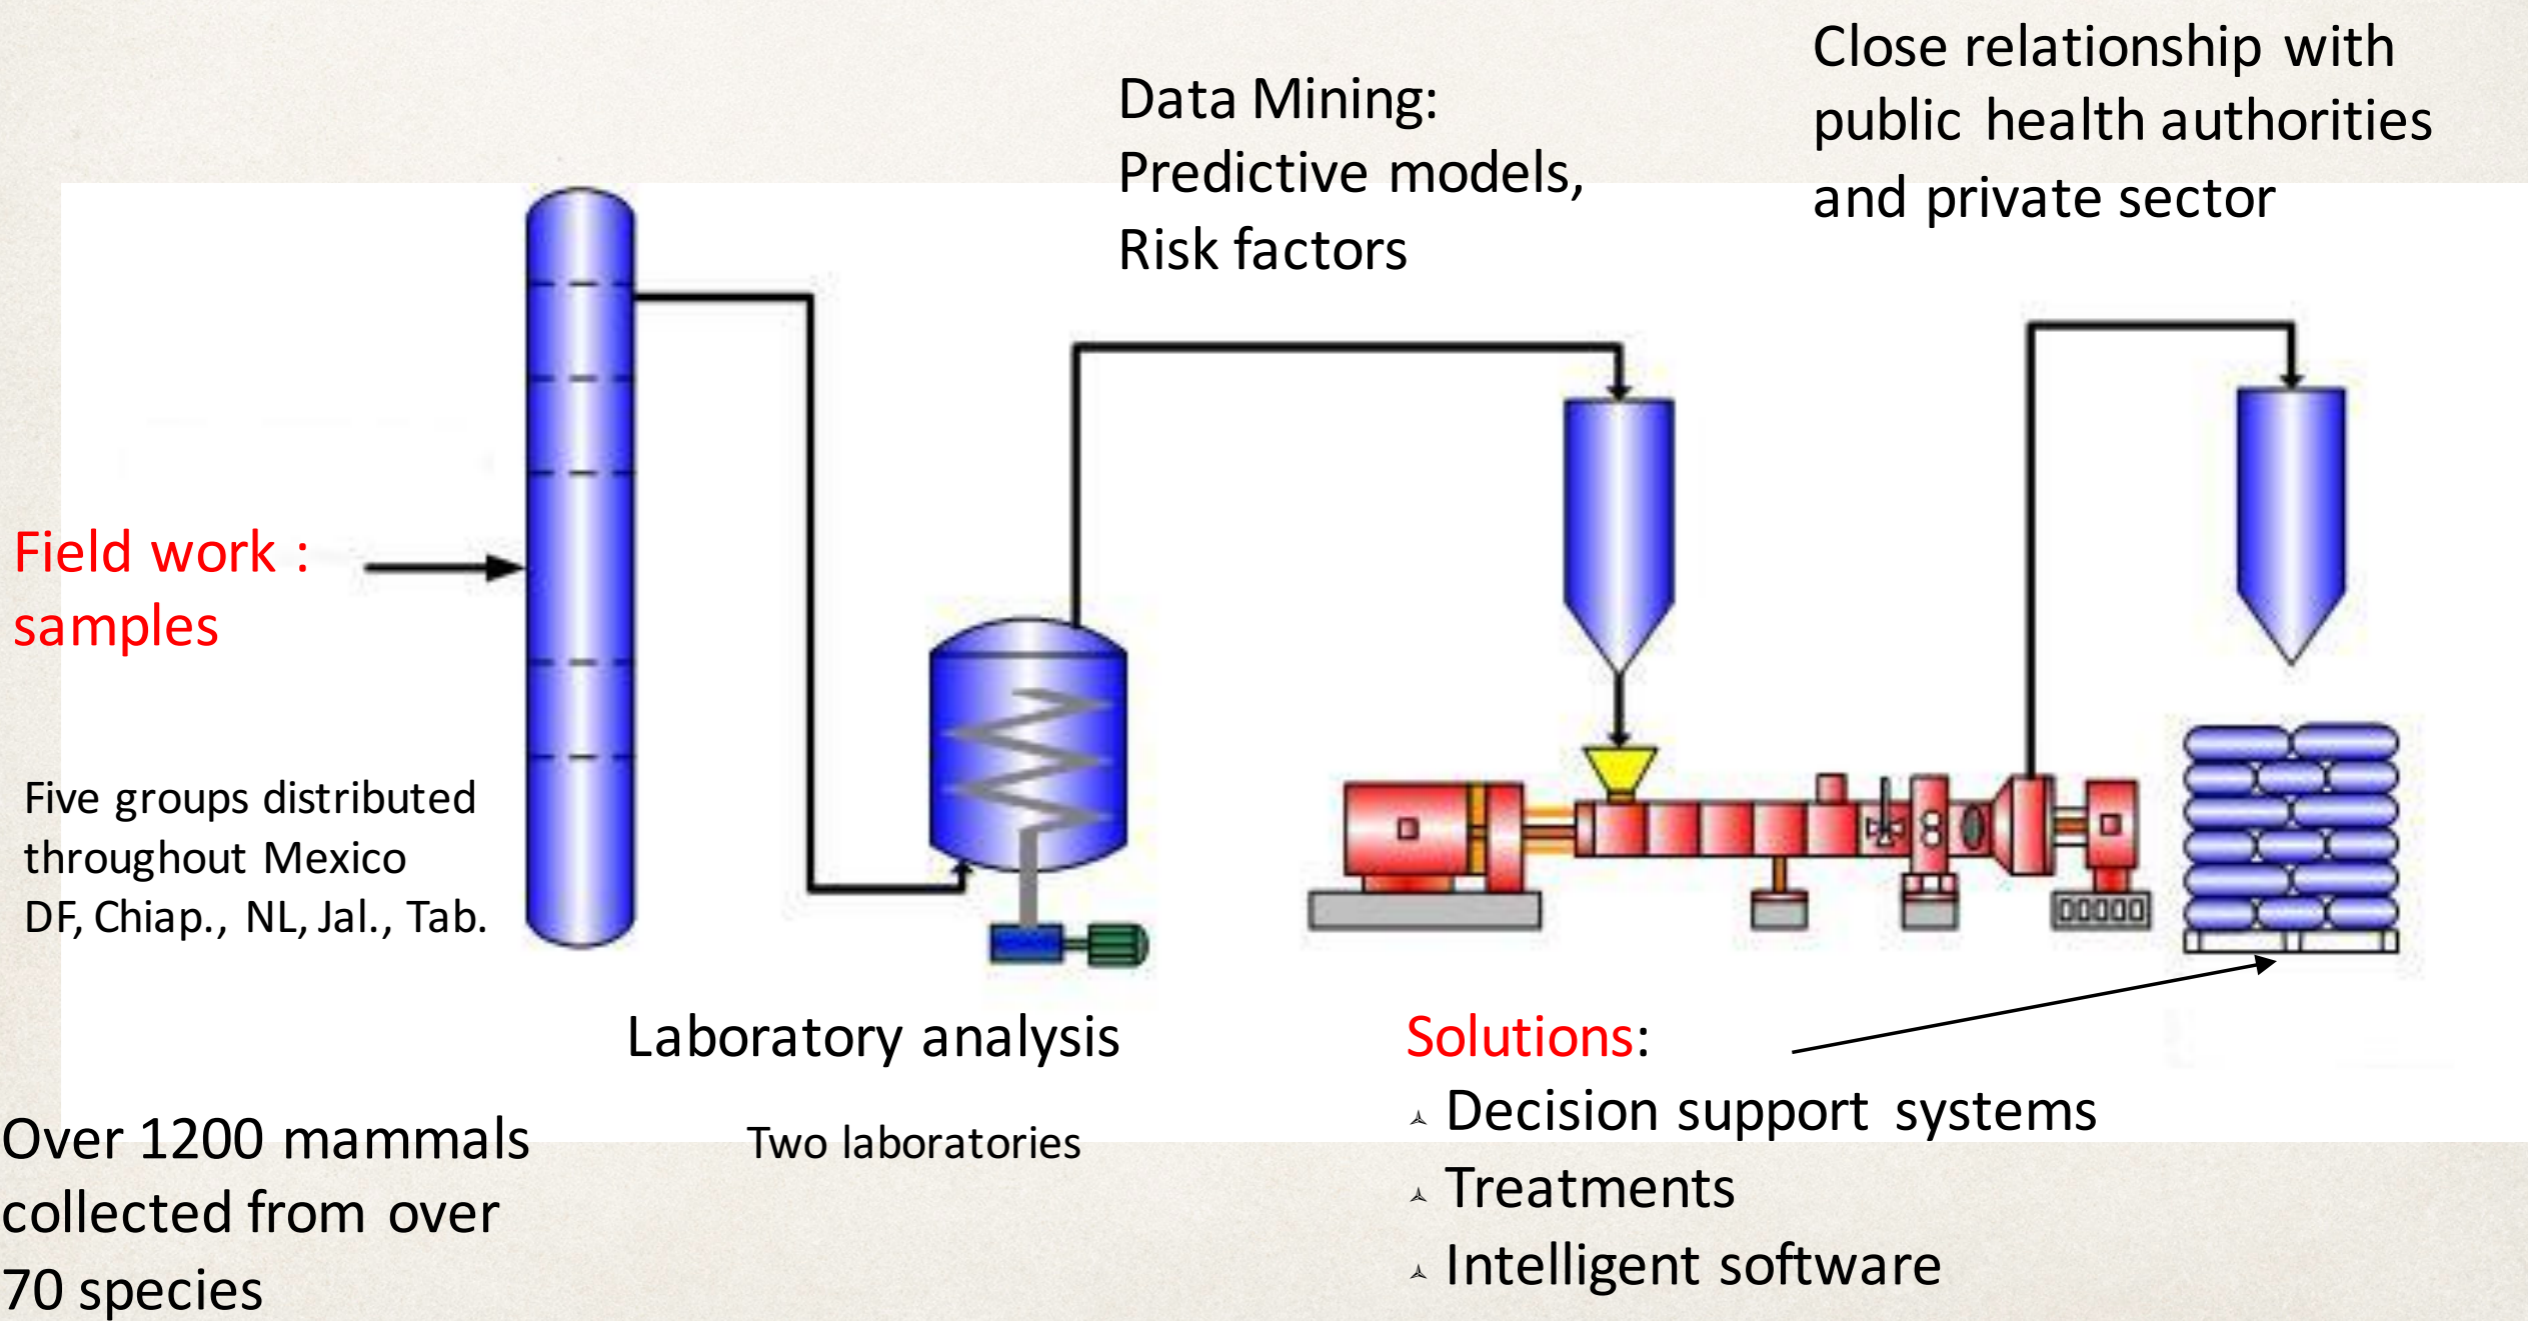 Close relationship with
public health authorities
and private sector
Data Mining:
Predictive models,
Risk factors
Field work :
samples
Five groups distributed
throughout Mexico
DF, Chiap., NL, Jal., Tab.
Laboratory analysis
Two laboratories
Over 1200 mammals
collected from over
70 species
Solutions:
Decision support systems
Treatments
Intelligent software